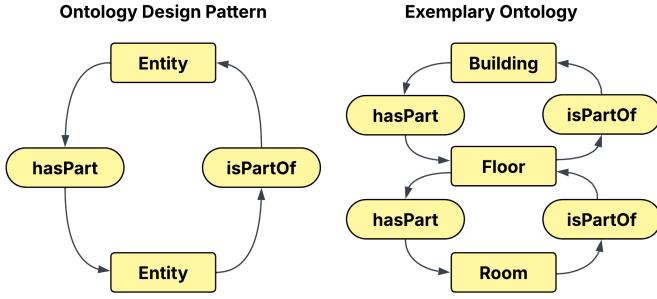 Ontology Design Pattern
Entity
hasPart
isPartOf
Entity
Exemplary Ontology
Building
hasPart
isPartOf
Floor
hasPart
isPartOf
Room